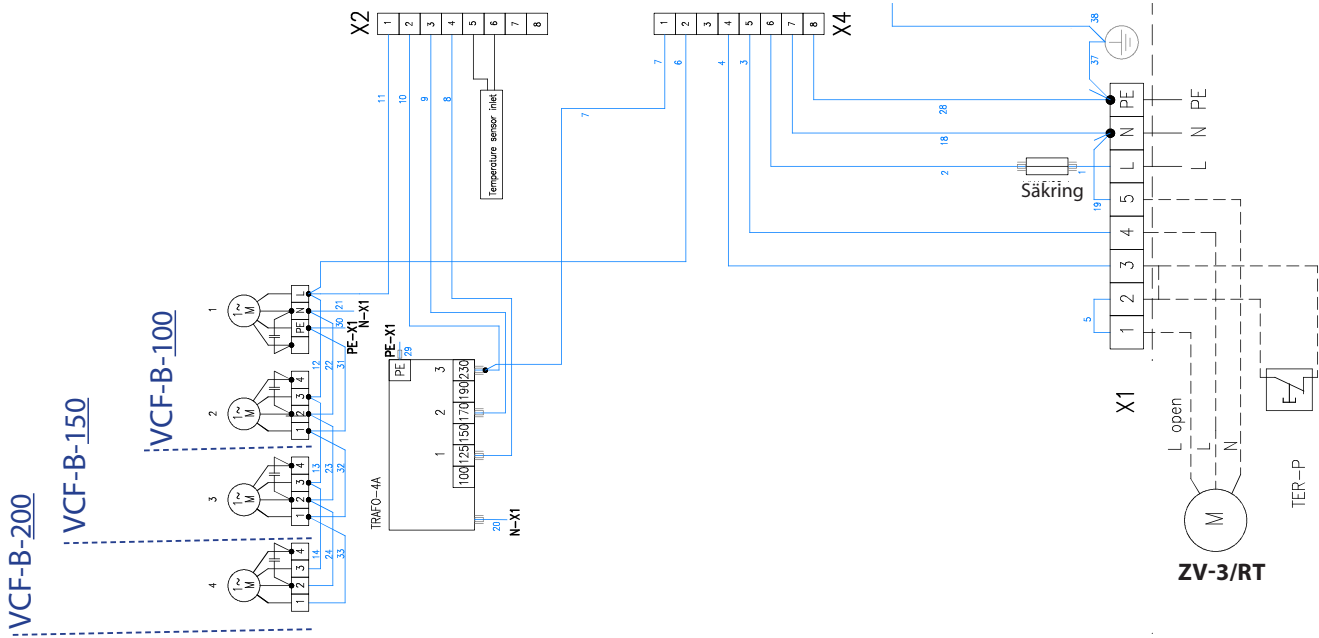 X2
1
2
3
4
5
6
7
8
11
10
9
8
Temperature sensor inlet
X4
1
2
3
4
5
6
7
8
7
6
4
3
7
2
18
28
1
19
37
38
Säkring
PE
N
L
5
4
3
2
1
PE
N
L
5
X1
L open
L
N
M
ZV-3/RT
TER-P
VCF-B-100
VCF-B-150
VCF-B-200
1
1~
M
L
N
PE
21
30
N-X1
PE-X1
12
22
31
2
1~
M
4
3
2
1
13
23
32
3
1~
M
4
3
2
1
14
24
33
4
1~
M
4
3
2
1
PE-X1
29
PE
TRAFO-4A
3
2
1
230
190
170
150
125
100
20
N-X1